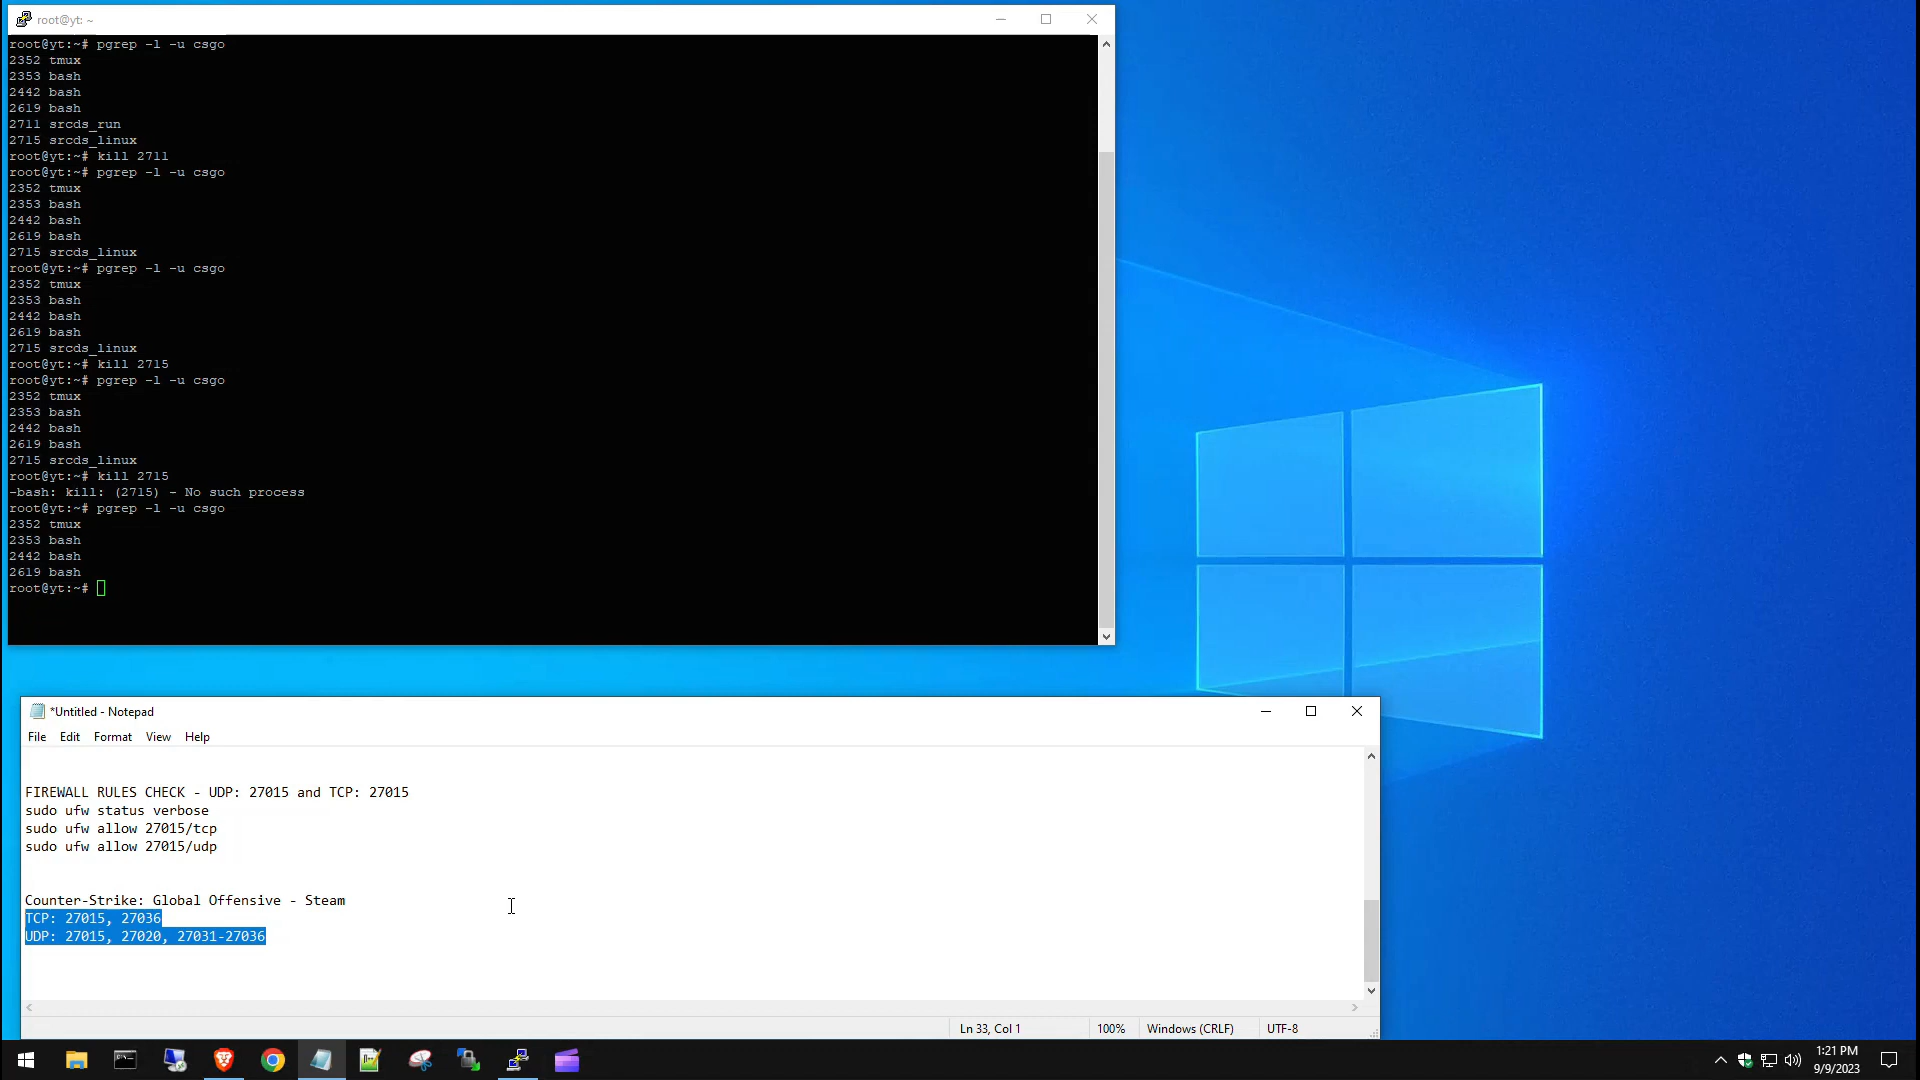 root@yt: ~
root@yt:~# pgrep -l -u csgo
2352 tmux
2353 bash
2442 bash
2619 bash
2711 srcds_run
2715 srcds_linux
root@yt:~# kill 2711
root@yt:~# pgrep -l -u csgo
2352 tmux
2353 bash
2442 bash
2619 bash
2715 srcds_linux
root@yt:~# pgrep -l -u csgo
2352 tmux
2353 bash
2442 bash
2619 bash
2715 srcds_linux
root@yt:~# kill 2715
root@yt:~# pgrep -l -u csgo
2352 tmux
2353 bash
2442 bash
2619 bash
2715 srcds_linux
root@yt:~# kill 2715
-bash: kill: (2715) - No such process
root@yt:~# pgrep -l -u csgo
2352 tmux
2353 bash
2442 bash
2619 bash
root@yt:~#
*Untitled - Notepad
File Edit Format View Help
FIREWALL RULES CHECK - UDP: 27015 and TCP: 27015
sudo ufw status verbose
sudo ufw allow 27015/tcp
sudo ufw allow 27015/udp
Counter-Strike: Global Offensive - Steam
TCP: 27015, 27036
UDP: 27015, 27020, 27031-27036
Ln 33, Col 1 100% Windows (CRLF) UTF-8
1:21 PM
9/9/2023